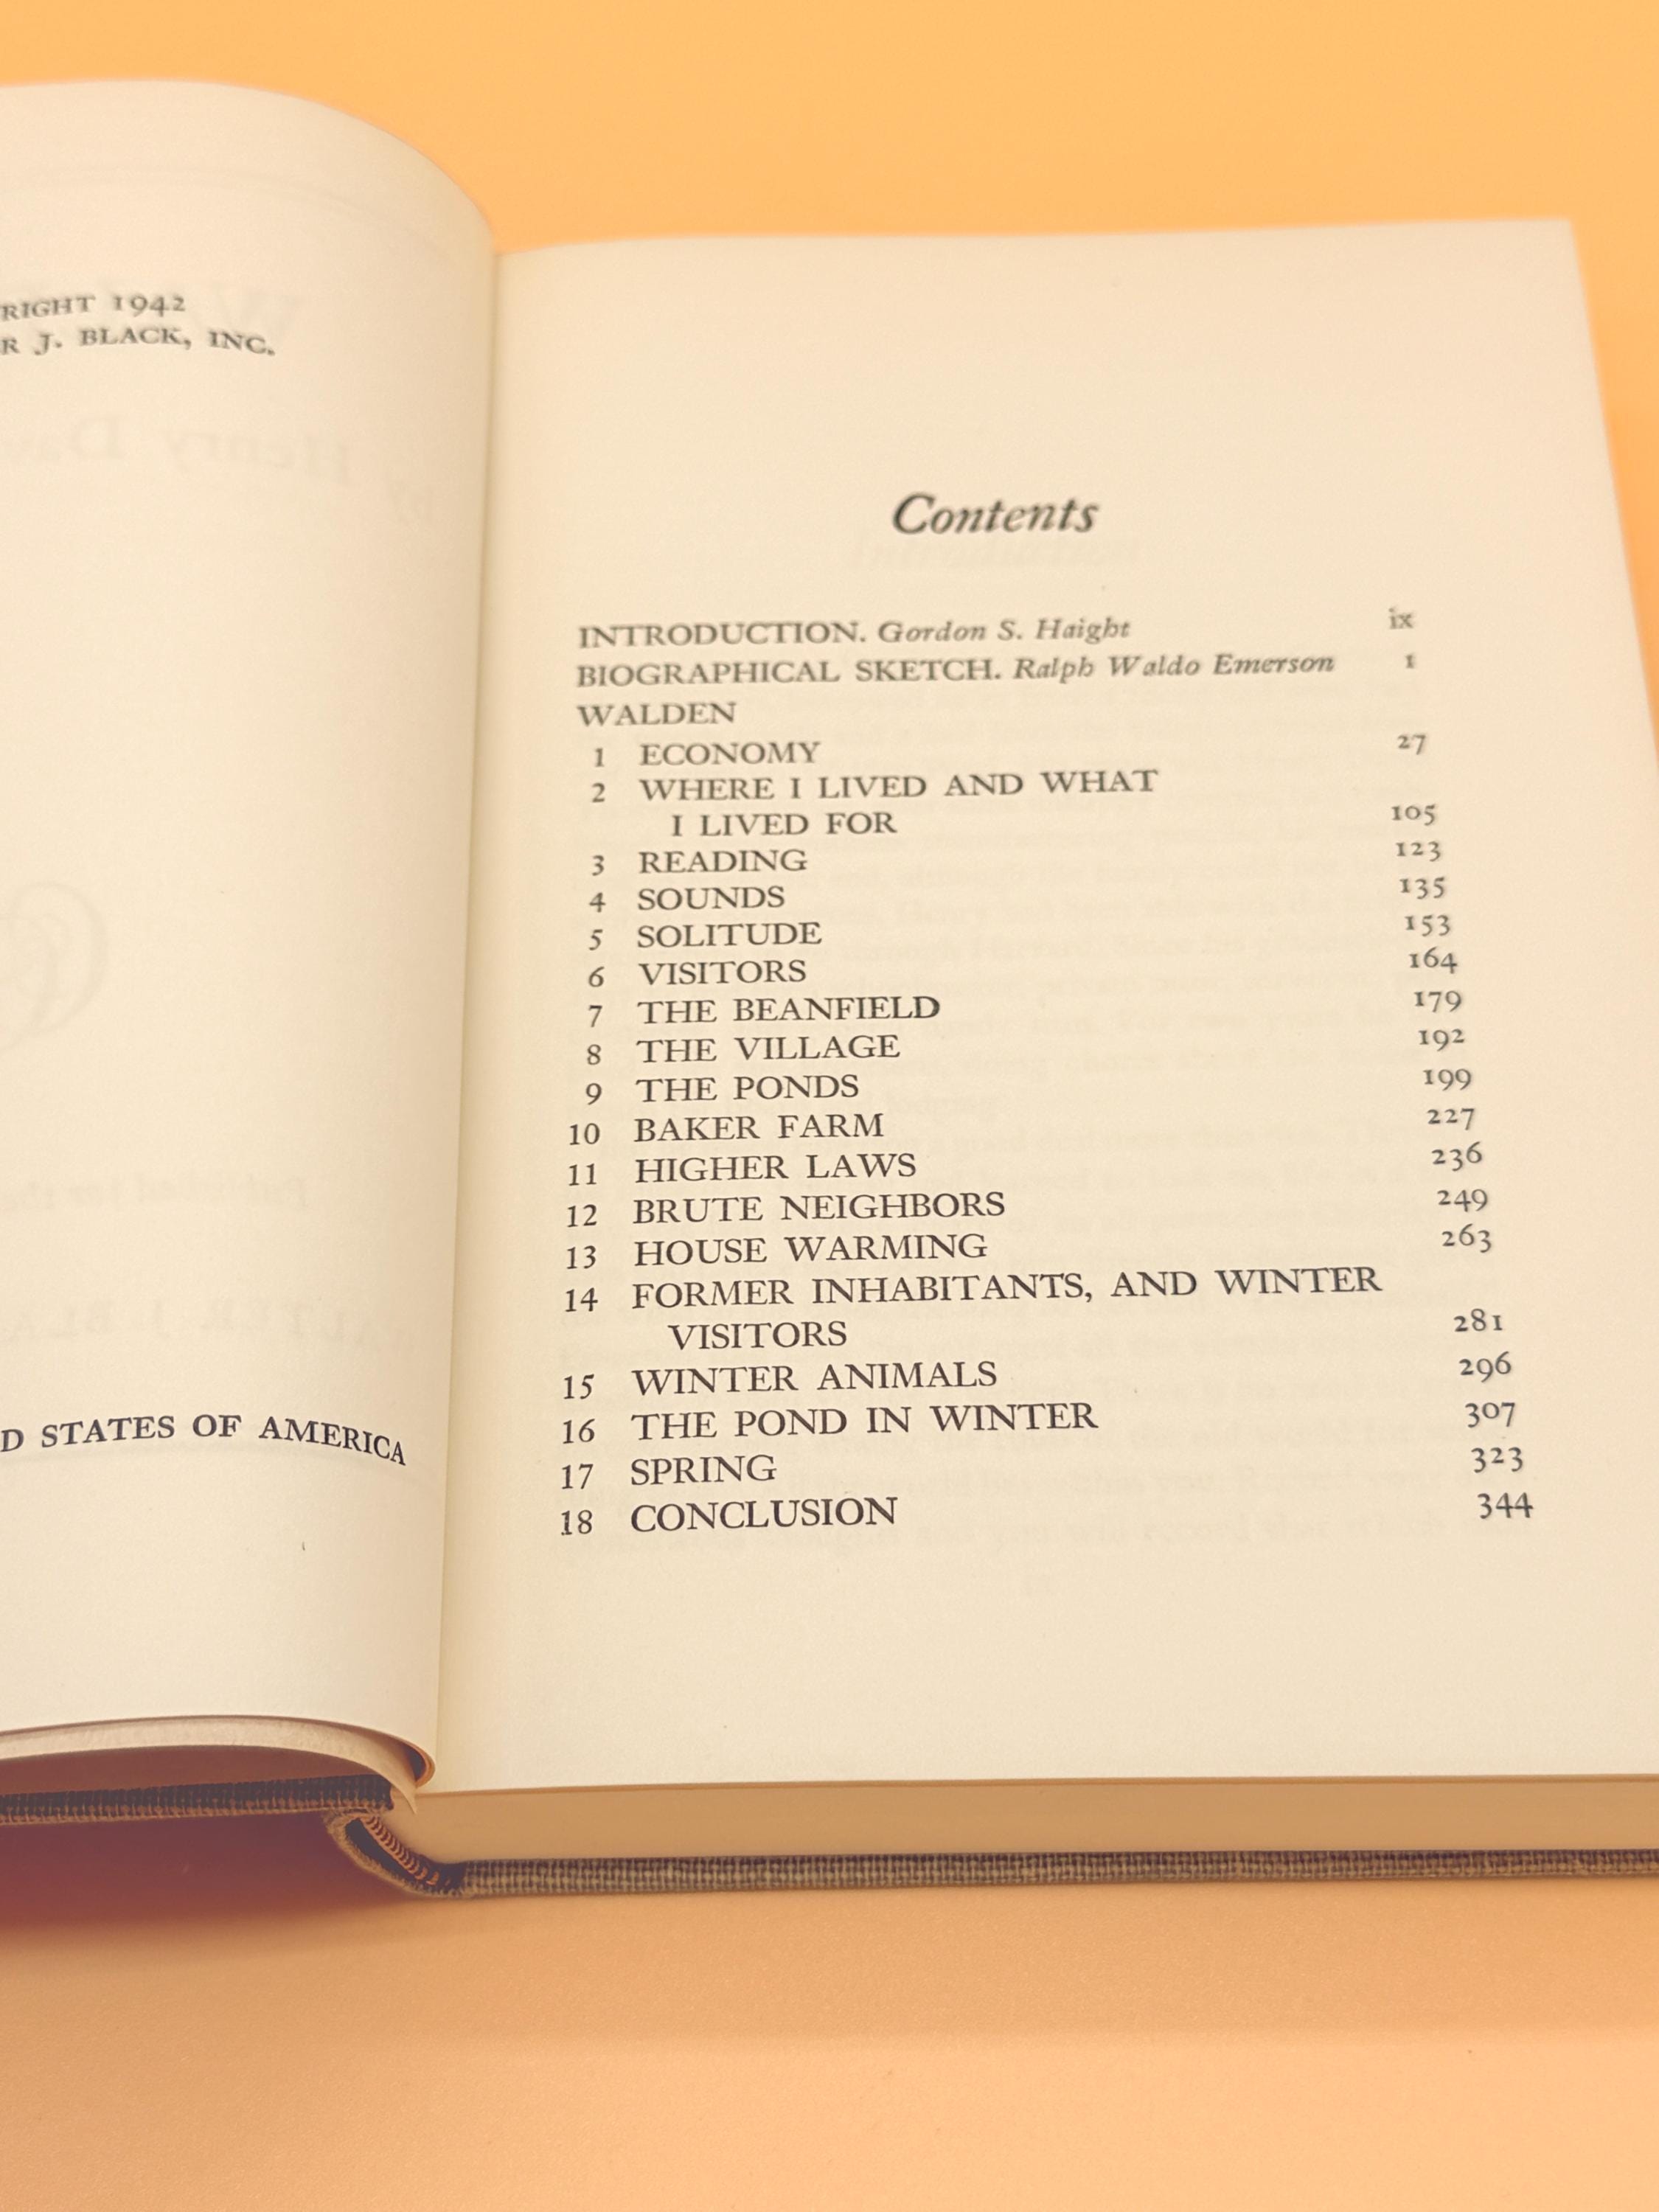 RIGHT 1942
R J. BLACK, INC.
D STATES OF AMERICA
Contents
INTRODUCTION. Gordon S. Haight ix
BIOGRAPHICAL SKETCH. Ralph Waldo Emerson 1
WALDEN
1 ECONOMY 27
2 WHERE I LIVED AND WHAT
I LIVED FOR 105
3 READING 123
4 SOUNDS 135
5 SOLITUDE 153
6 VISITORS 164
7 THE BEANFIELD 179
8 THE VILLAGE 192
9 THE PONDS 199
10 BAKER FARM 227
11 HIGHER LAWS 236
12 BRUTE NEIGHBORS 249
13 HOUSE WARMING 263
14 FORMER INHABITANTS, AND WINTER
VISITORS 281
15 WINTER ANIMALS 296
16 THE POND IN WINTER 307
17 SPRING 323
18 CONCLUSION 344